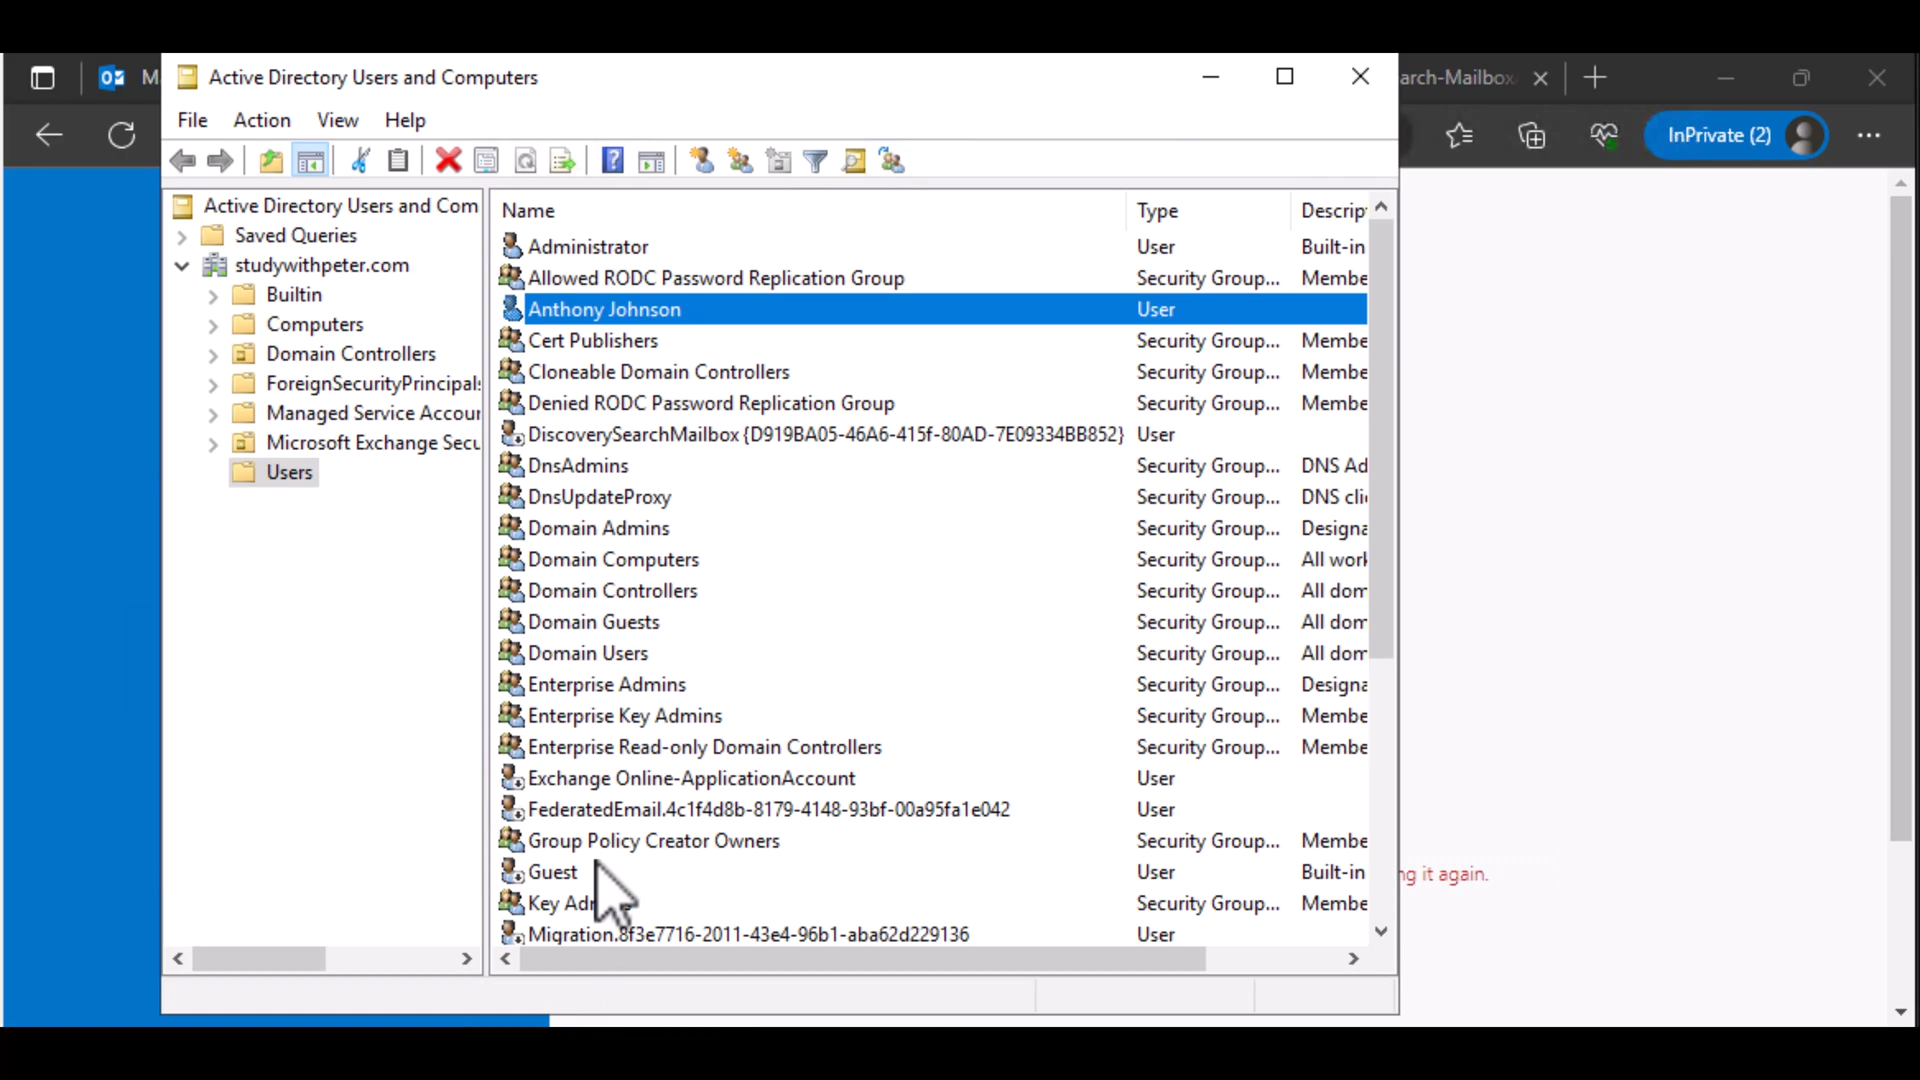 Active Directory Users and Computers
arch-Mailbox
File Action View Help
InPrivate (2)
Active Directory Users and Com
Saved Queries
studywithpeter.com
Builtin
Computers
Domain Controllers
ForeignSecurityPrincipals
Managed Service Accour
Microsoft Exchange Secu
Users
Name Type Descrip
Administrator User Built-in
Allowed RODC Password Replication Group Security Group... Membe
Anthony Johnson User
Cert Publishers Security Group... Membe
Cloneable Domain Controllers Security Group... Membe
Denied RODC Password Replication Group Security Group... Membe
DiscoverySearchMailbox {D919BA05-46A6-415f-80AD-7E09334BB852} User
DnsAdmins Security Group... DNS Ad
DnsUpdateProxy Security Group... DNS clie
Domain Admins Security Group... Designa
Domain Computers Security Group... All work
Domain Controllers Security Group... All dom
Domain Guests Security Group... All dom
Domain Users Security Group... All dom
Enterprise Admins Security Group... Designa
Enterprise Key Admins Security Group... Membe
Enterprise Read-only Domain Controllers Security Group... Membe
Exchange Online-ApplicationAccount User
FederatedEmail.4c1f4d8b-8179-4148-93bf-00a95fa1e042 User
Group Policy Creator Owners Security Group... Membe
Guest User Built-in
Key Adm Security Group... Membe
Migration.8f3e7716-2011-43e4-96b1-aba62d229136 User
ng it again.